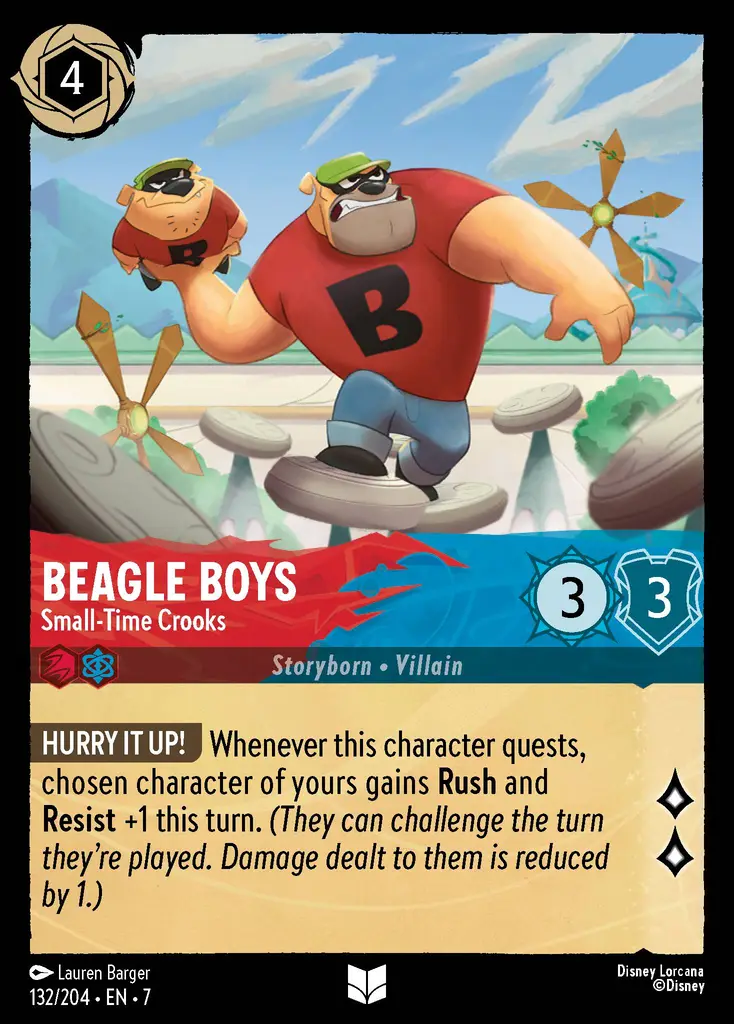 4
B
B
BEAGLE BOYS
Small-Time Crooks
3
3
Storyborn • Villain
HURRY IT UP! Whenever this character quests,
chosen character of yours gains Rush and
Resist +1 this turn. (They can challenge the turn
they're played. Damage dealt to them is reduced
by 1.)
Lauren Barger
132/204 • EN • 7
Disney Lorcana
©Disney